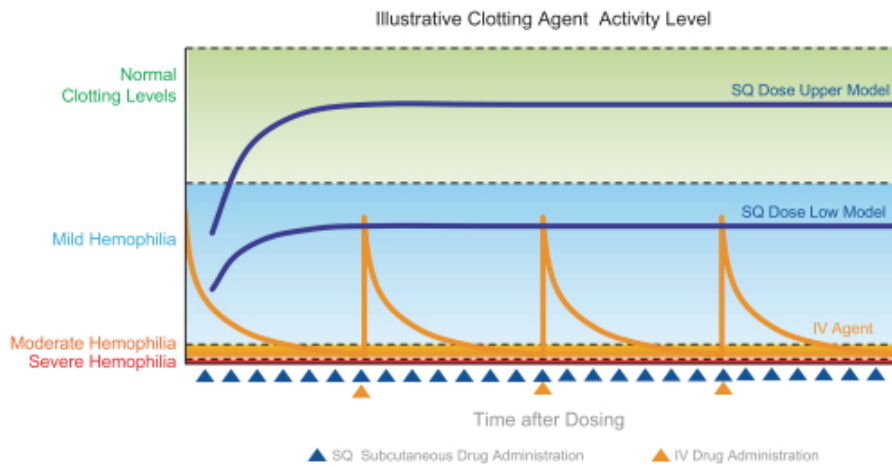 Illustrative Clotting Agent Activity Level
Normal
Clotting Levels
SQ Dose Upper Model
Mild Hemophilia
SQ Dose Low Model
IV Agent
Moderate Hemophilia
Severe Hemophilia
Time after Dosing
SQ Subcutaneous Drug Administration
IV Drug Administration